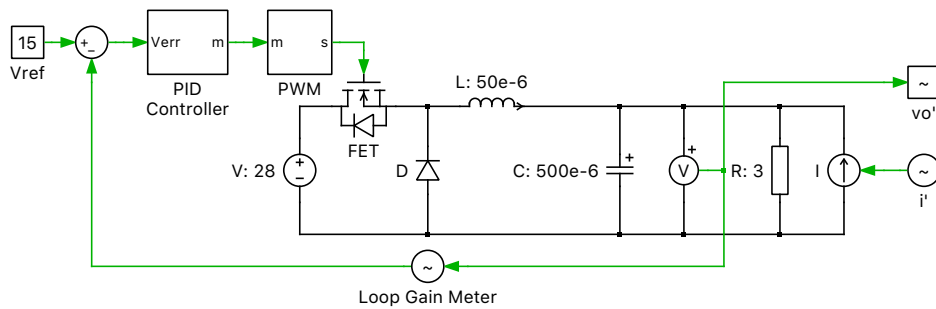 15
Vref
+
−
Verr
m
PID
Controller
m
s
PWM
FET
V: 28
+
−
D
L: 50e-6
C: 500e-6
+
V
+
R: 3
I
~
vo'
~
i'
~
Loop Gain Meter